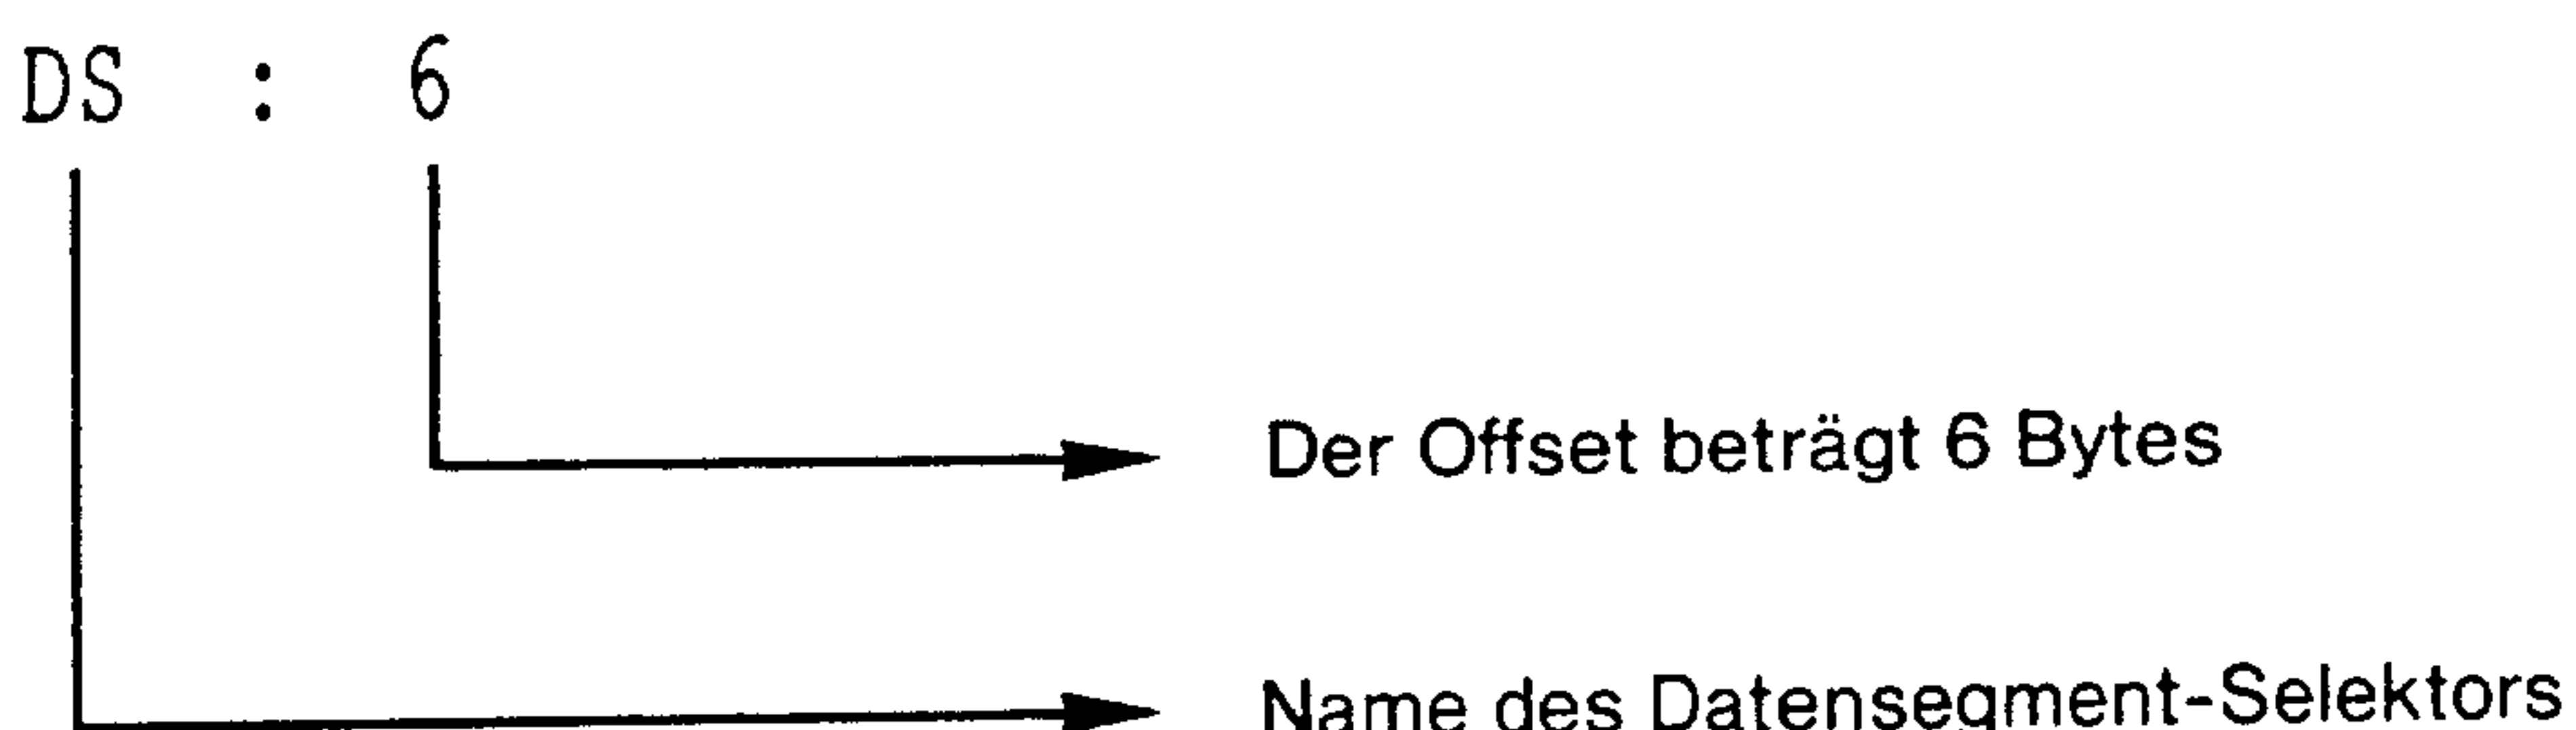 DS : 6
Der Offset beträgt 6 Bytes
Name des Datensegment-Selektors